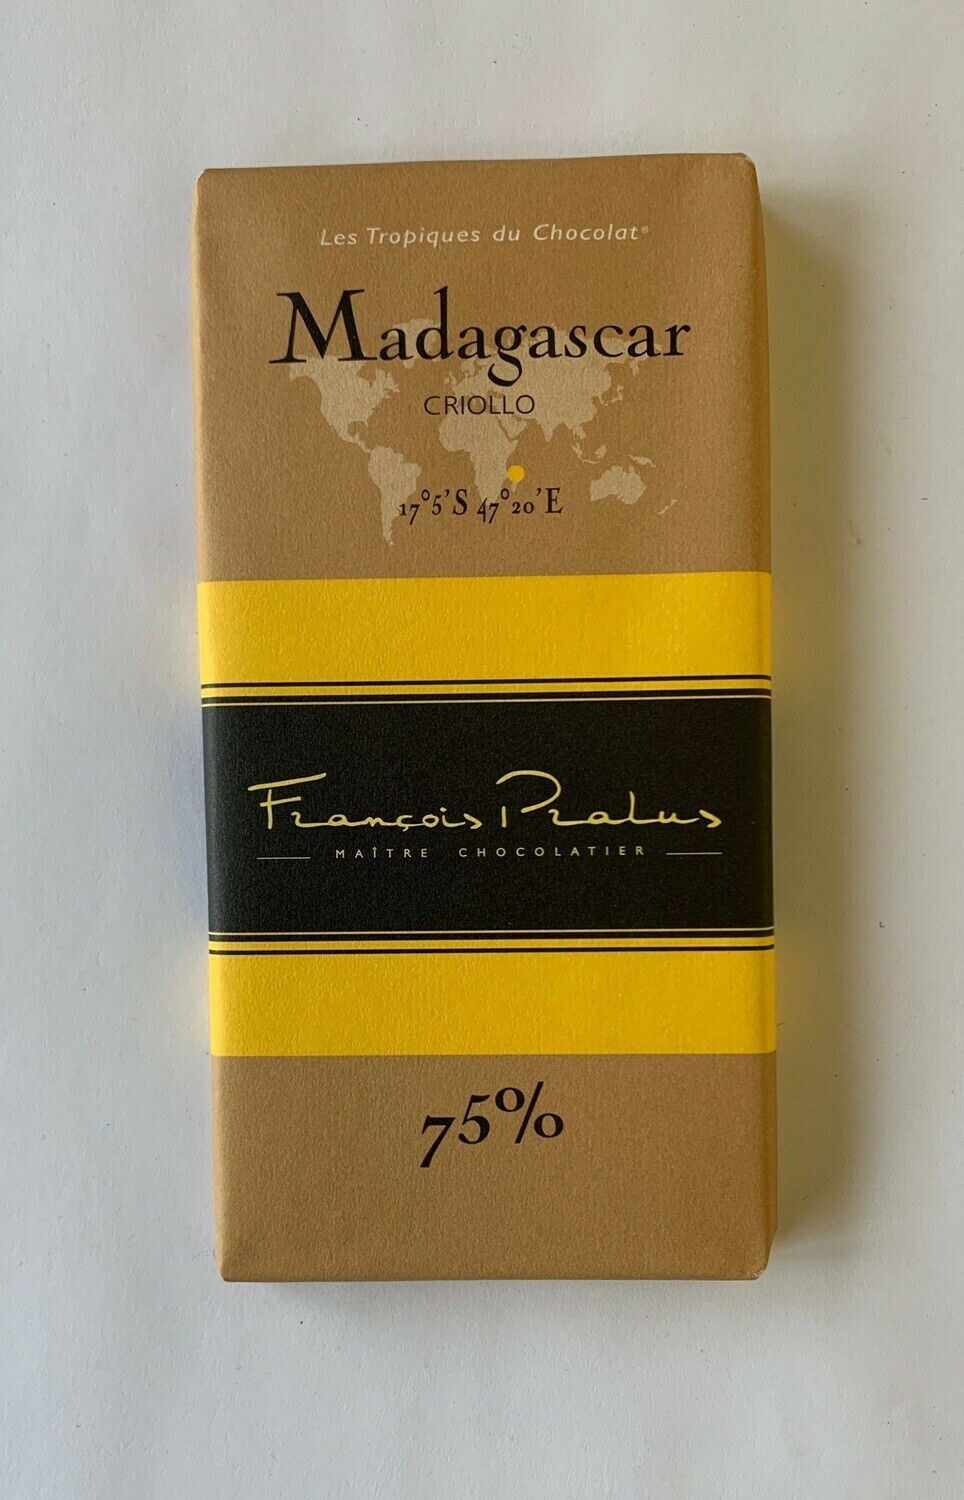 Les Tropiques du Chocolat®
Madagascar
CRIOLLO
17°5'S 47°20'E
François Pralus
MAÎTRE CHOCOLATIER
75%